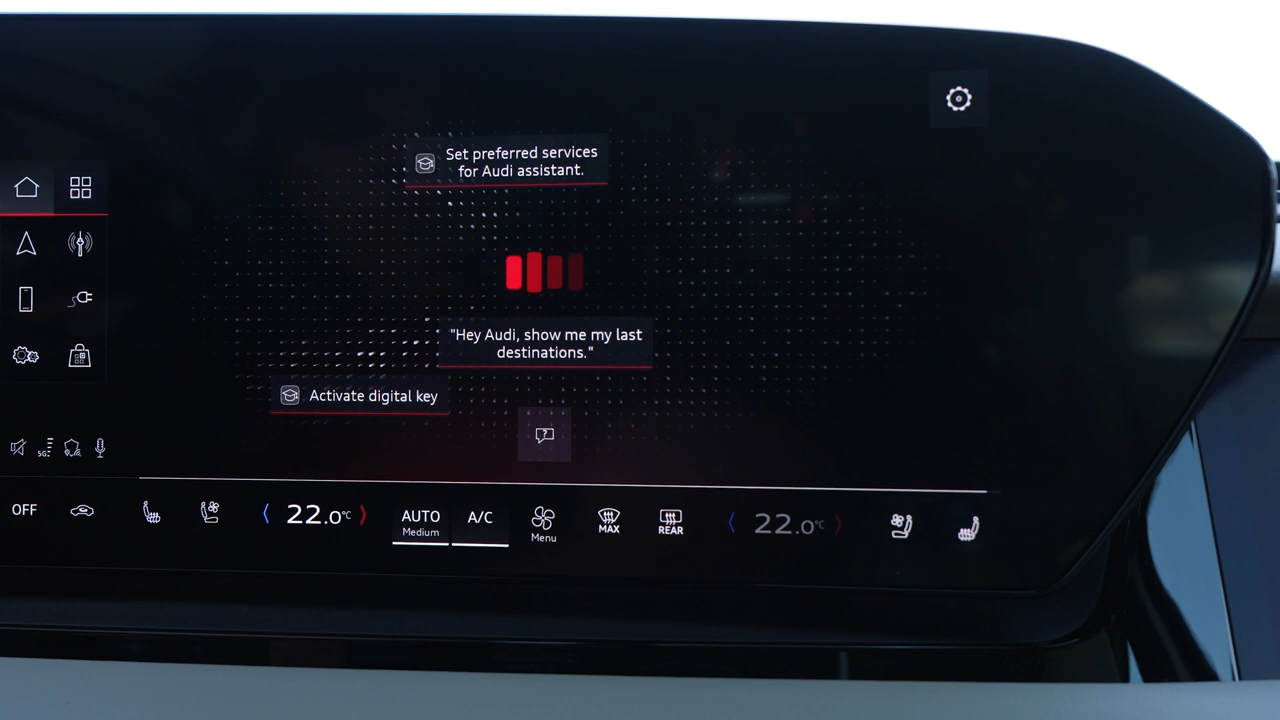 Set preferred services
for Audi assistant.
"Hey Audi, show me my last
destinations."
Activate digital key
5G
OFF
22.0°C
AUTO
Medium
A/C
Menu
MAX
REAR
22.0°C